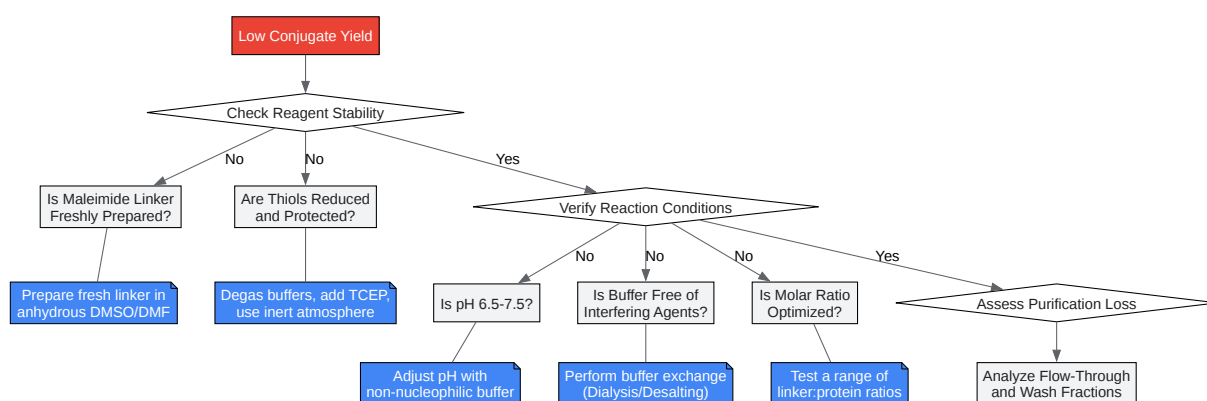 Low Conjugate Yield
Check Reagent Stability
No
No
Yes
Is Maleimide Linker
Freshly Prepared?
Are Thiols Reduced
and Protected?
Verify Reaction Conditions
No
No
No
Yes
Prepare fresh linker in
anhydrous DMSO/DMF
Degas buffers, add TCEP,
use inert atmosphere
Is pH 6.5-7.5?
Is Buffer Free of
Interfering Agents?
Is Molar Ratio
Optimized?
Assess Purification Loss
Adjust pH with
non-nucleophilic buffer
Perform buffer exchange
(Dialysis/Desalting)
Test a range of
linker:protein ratios
Analyze Flow-Through
and Wash Fractions